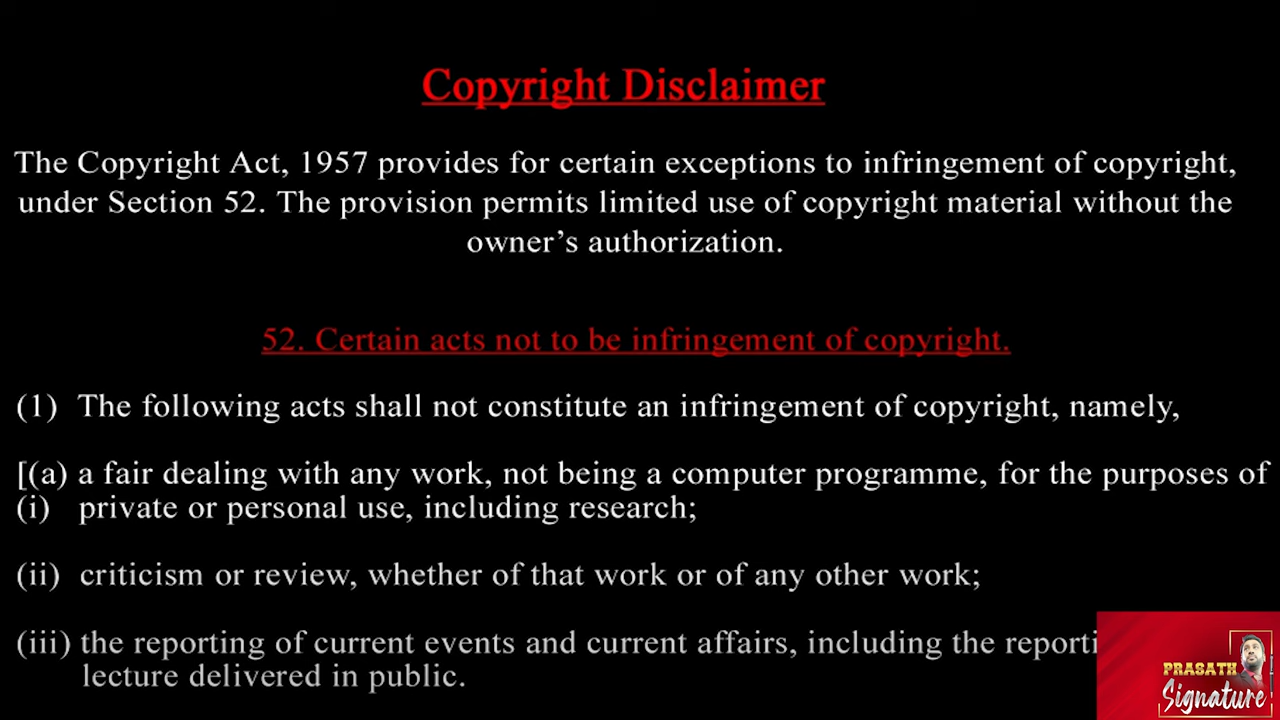 Copyright Disclaimer
The Copyright Act, 1957 provides for certain exceptions to infringement of copyright,
under Section 52. The provision permits limited use of copyright material without the
owner’s authorization.
52. Certain acts not to be infringement of copyright.
(1) The following acts shall not constitute an infringement of copyright, namely,
[(a) a fair dealing with any work, not being a computer programme, for the purposes of
(i) private or personal use, including research;
(ii) criticism or review, whether of that work or of any other work;
(iii) the reporting of current events and current affairs, including the
lecture delivered in public.
PRASATH
Signature